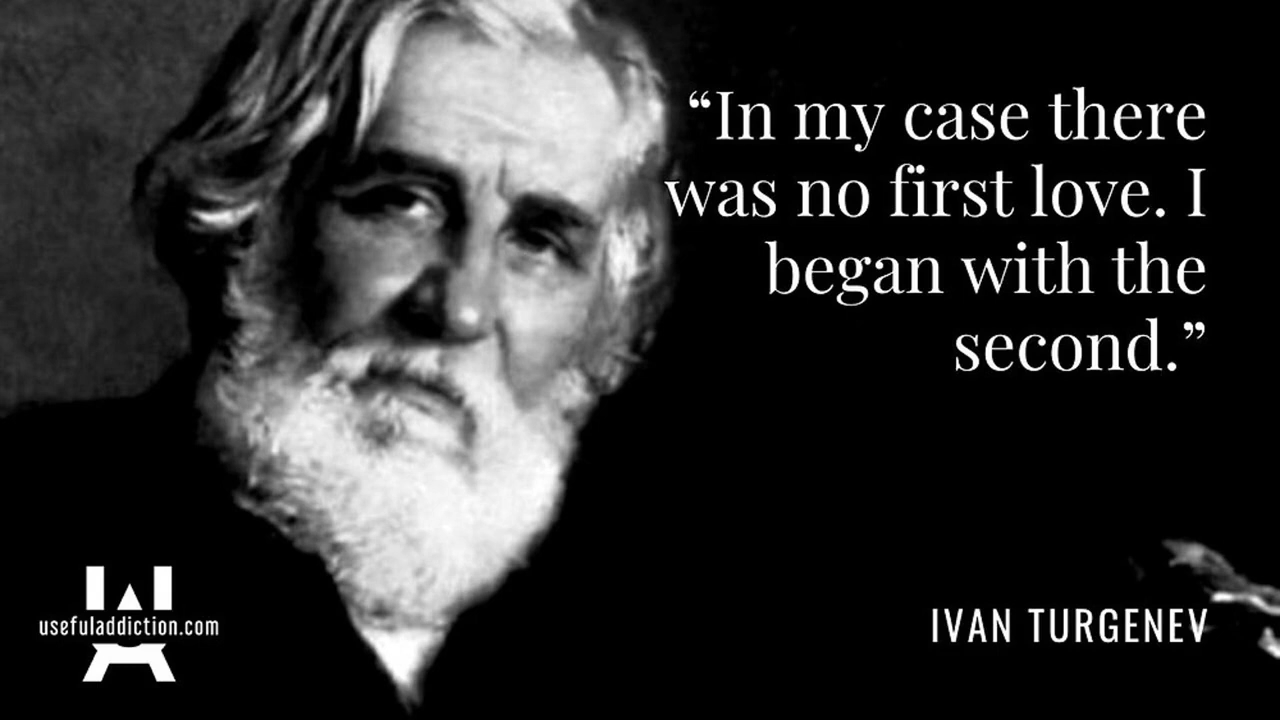 “In my case there
was no first love. I
began with the
second.”
IVAN TURGENEV
usefuladdiction.com